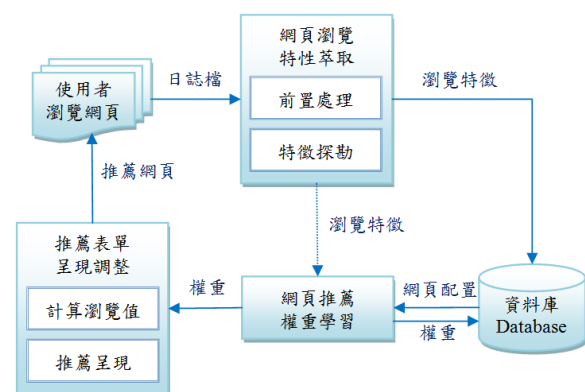 網頁瀏覽
特性萃取
前置處理
特徵探勘
使用者
瀏覽網頁
日誌檔
瀏覽特徵
推薦網頁
瀏覽特徵
推薦表單
呈現調整
計算瀏覽值
推薦呈現
權重
網頁推薦
權重學習
網頁配置
權重
資料庫
Database